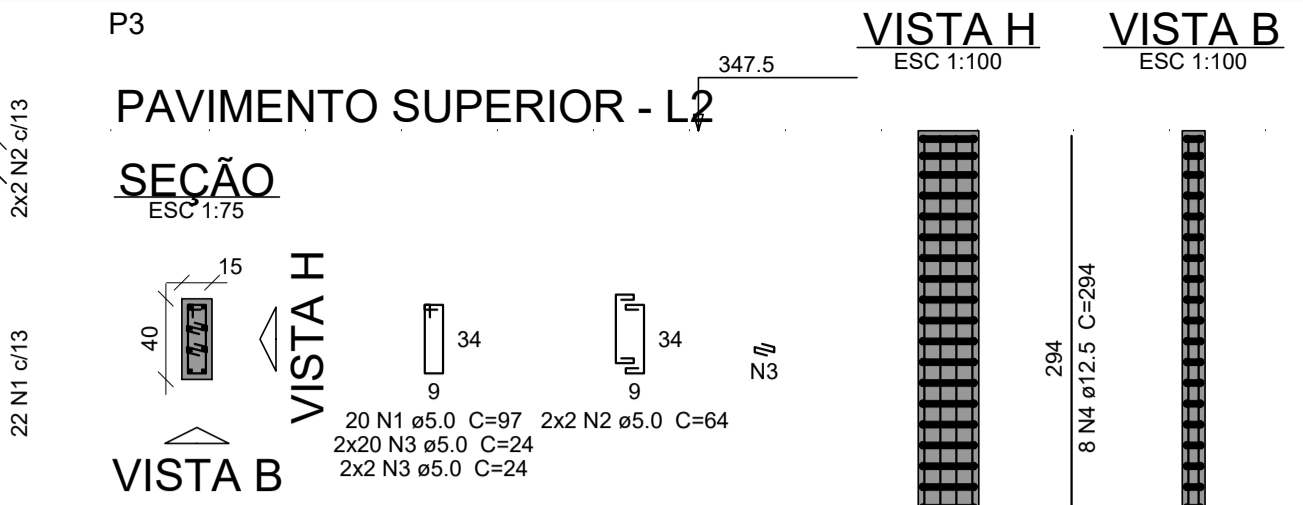 P3
VISTA H
ESC 1:100
VISTA B
ESC 1:100
347.5
PAVIMENTO SUPERIOR - L2
2x2 N2 c/13
SEÇÃO
ESC 1:75
15
40
VISTA H
VISTA B
22 N1 c/13
34
9
20 N1 ø5.0 C=97
2x20 N3 ø5.0 C=24
2x2 N3 ø5.0 C=24
34
9
2x2 N2 ø5.0 C=64
N3
294
8 N4 ø12.5 C=294